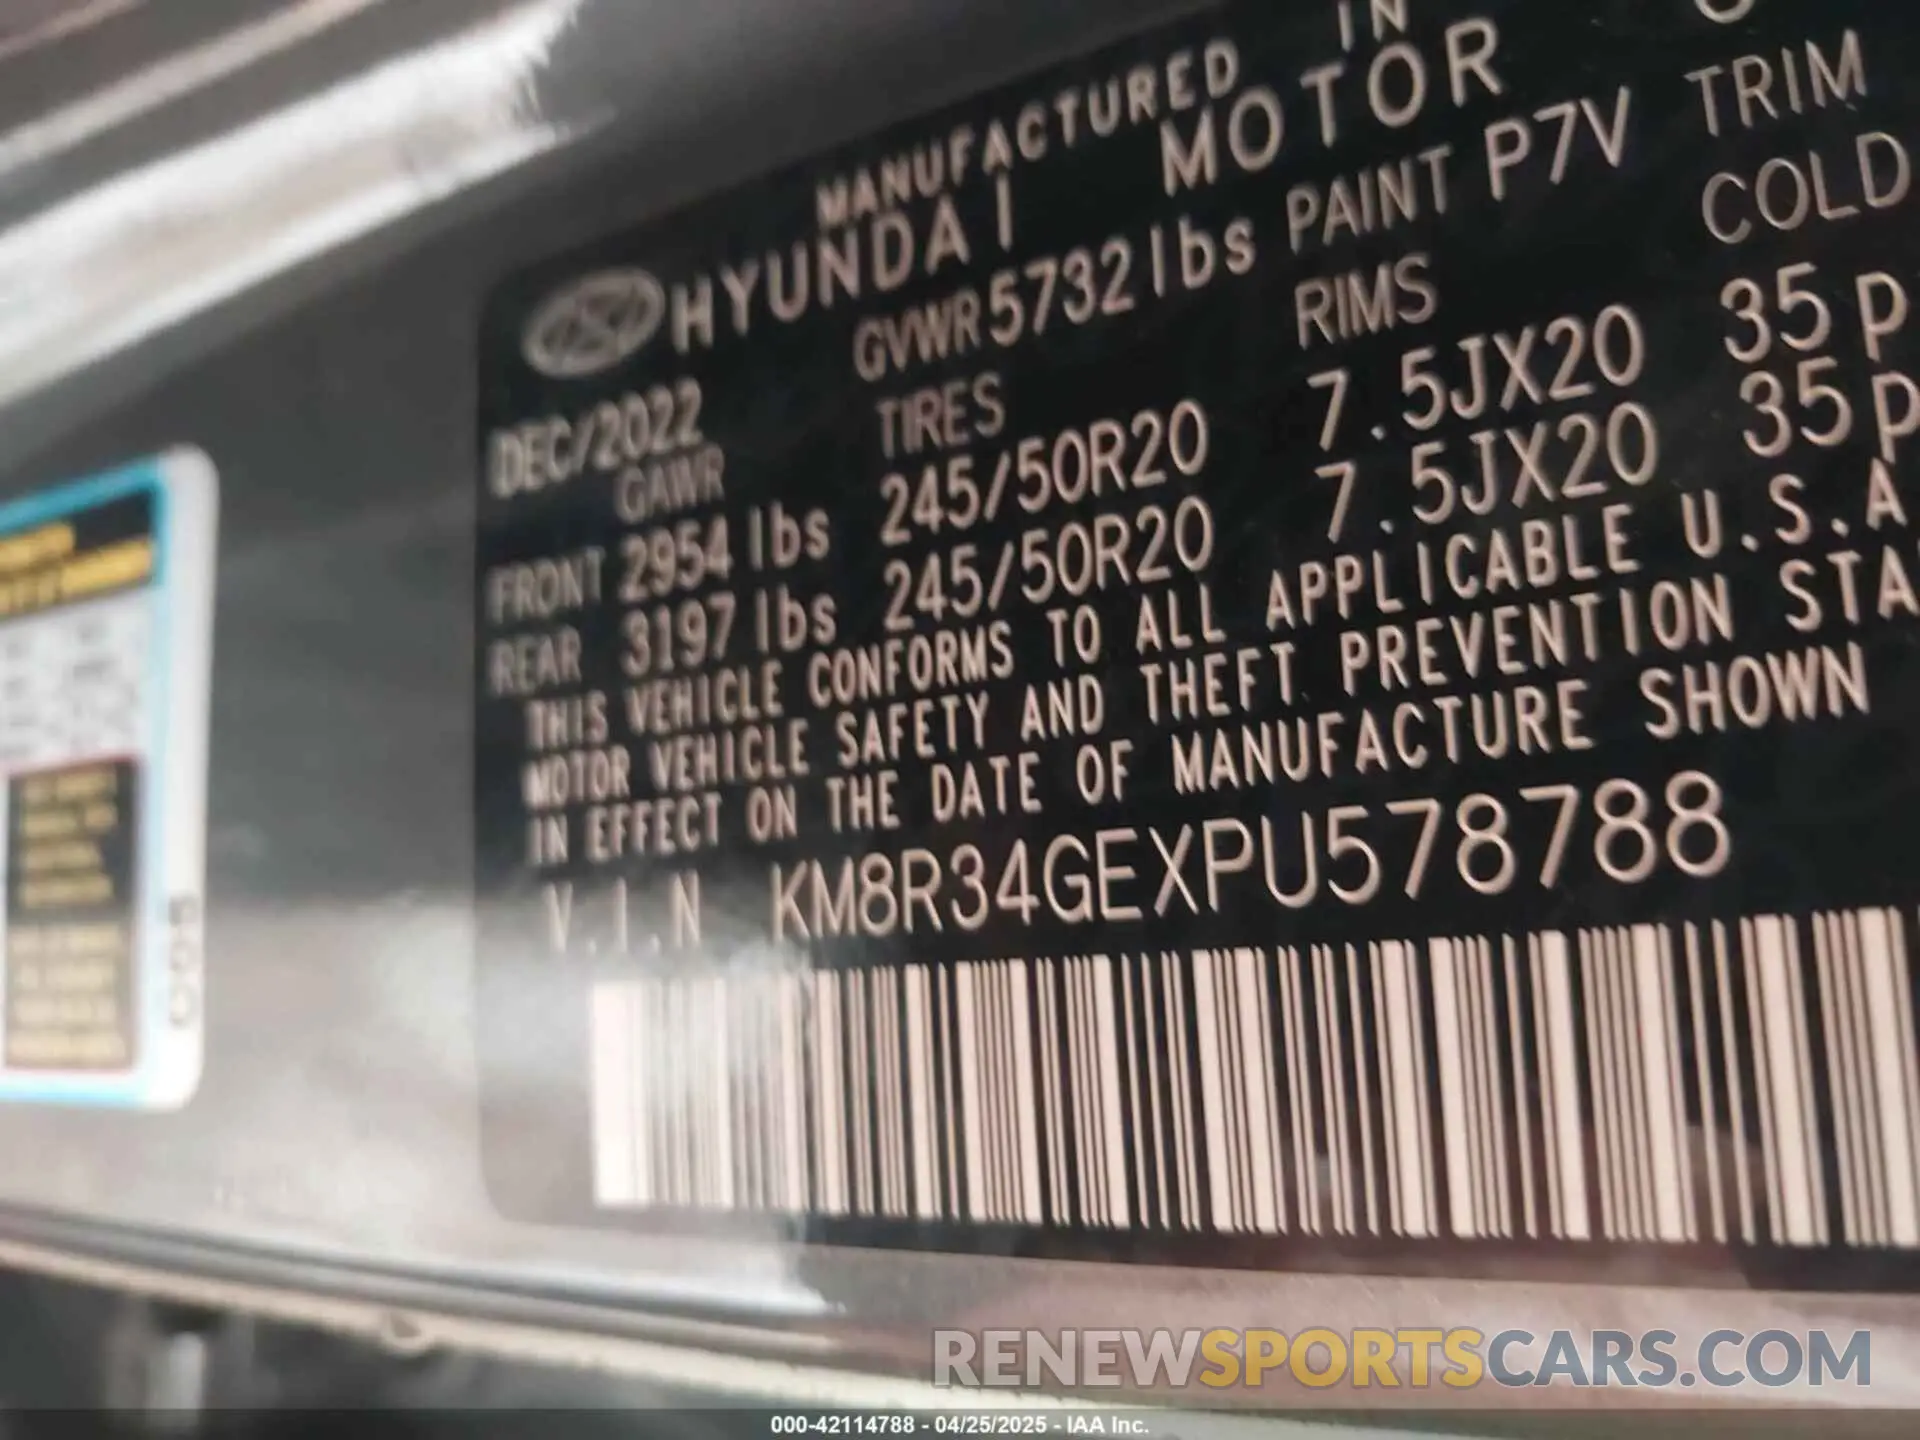 MANUFACTURED IN
HYUNDAI MOTOR
DEC/2022 GVWR 5732 lbs PAINT P7V TRIM
GAWR TIRES RIMS COLD
FRONT 2954 lbs 245/50R20 7.5JX20 35 p
REAR 3197 lbs 245/50R20 7.5JX20 35 p
THIS VEHICLE CONFORMS TO ALL APPLICABLE U.S.A
MOTOR VEHICLE SAFETY AND THEFT PREVENTION STA
IN EFFECT ON THE DATE OF MANUFACTURE SHOWN
V.I.N KM8R34GEXPU578788
RENEWSPORTSCARS.COM
000-42114788 - 04/25/2025 - IAA Inc.